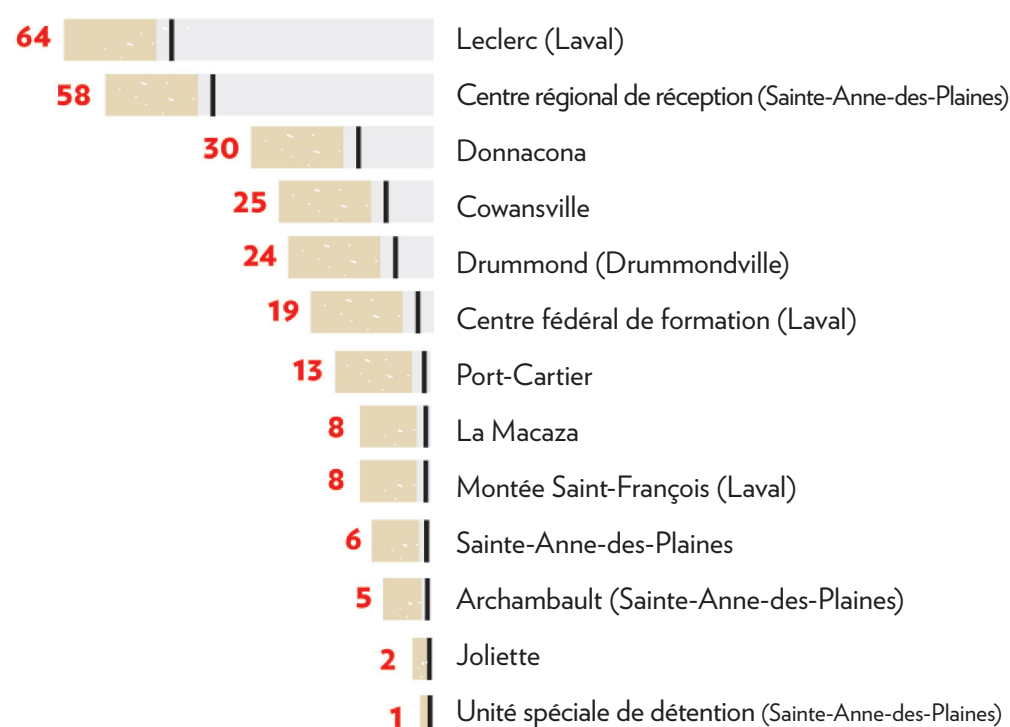 64 Leclerc (Laval)
58 Centre régional de réception (Sainte-Anne-des-Plaines)
30 Donnacona
25 Cowansville
24 Drummond (Drummondville)
19 Centre fédéral de formation (Laval)
13 Port-Cartier
8 La Macaza
8 Montée Saint-François (Laval)
6 Sainte-Anne-des-Plaines
5 Archambault (Sainte-Anne-des-Plaines)
2 Joliette
1 Unité spéciale de détention (Sainte-Anne-des-Plaines)